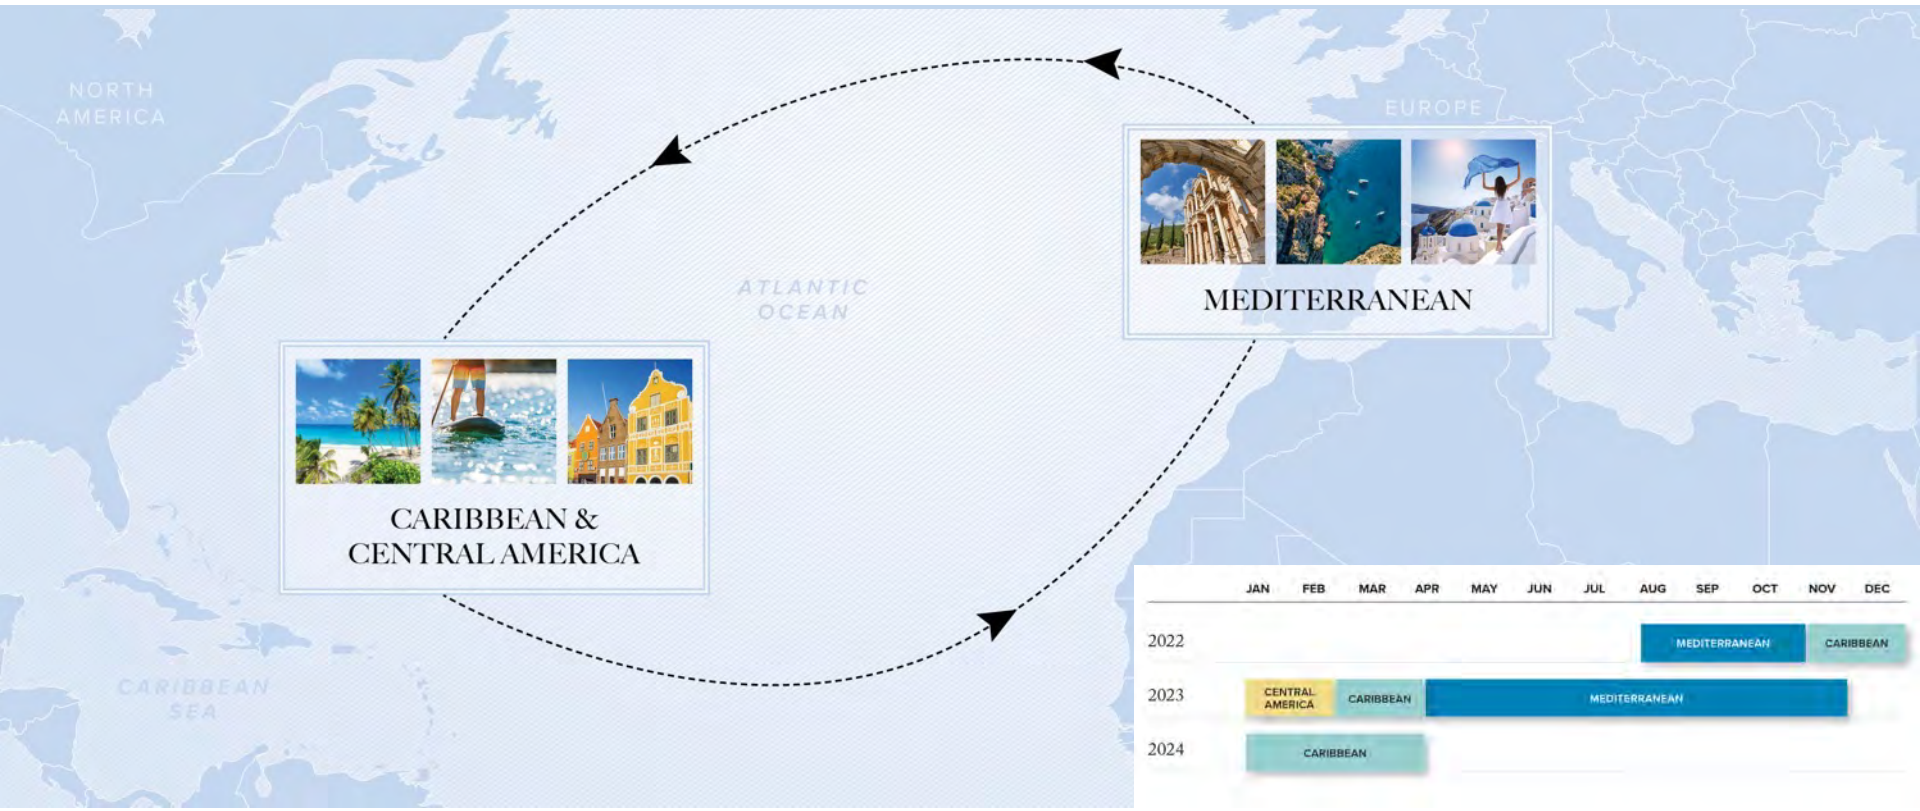 NORTH
AMERICA
EUROPE
ATLANTIC
OCEAN
MEDITERRANEAN
CARIBBEAN &
CENTRAL AMERICA
CARIBBEAN
SEA
JAN FEB MAR APR MAY JUN JUL AUG SEP OCT NOV DEC
2022 MEDITERRANEAN CARIBBEAN
2023 CENTRAL AMERICA CARIBBEAN MEDITERRANEAN
2024 CARIBBEAN